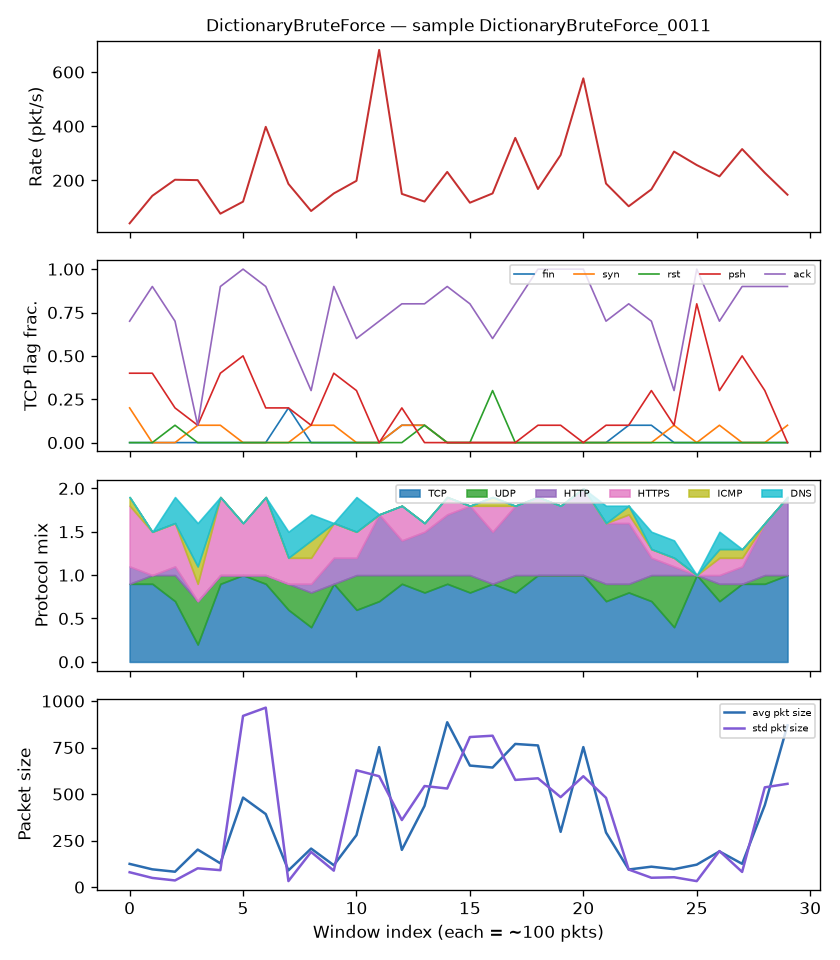 DictionaryBruteForce — sample DictionaryBruteForce_0011
Rate (pkt/s)
600
400
200
TCP flag frac.
1.00
0.75
0.50
0.25
0.00
fin syn rst psh ack
Protocol mix
2.0
1.5
1.0
0.5
0.0
TCP UDP HTTP HTTPS ICMP DNS
Packet size
1000
750
500
250
0
avg pkt size
std pkt size
0 5 10 15 20 25 30
Window index (each = ~100 pkts)